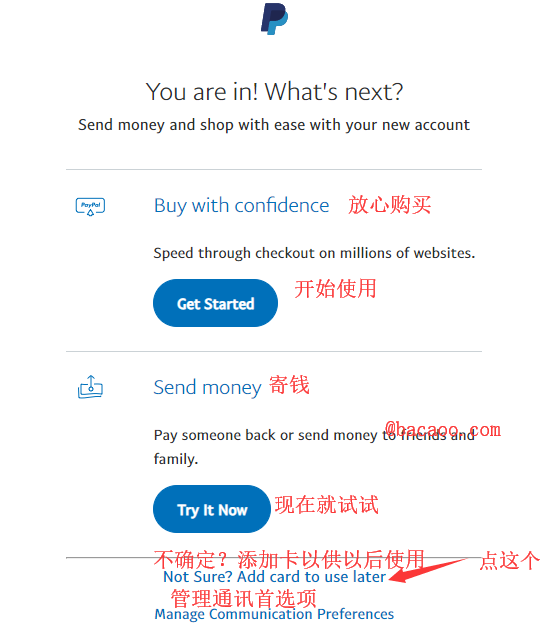 You are in! What's next?
Send money and shop with ease with your new account
PayPal
Buy with confidence 放心购买
Speed through checkout on millions of websites.
Get Started 开始使用
Send money 寄钱
@bacaoo.com
Pay someone back or send money to friends and
family.
Try It Now 现在就试试
不确定？添加卡以供以后使用 点这个
Not Sure? Add card to use later
管理通讯首选项
Manage Communication Preferences